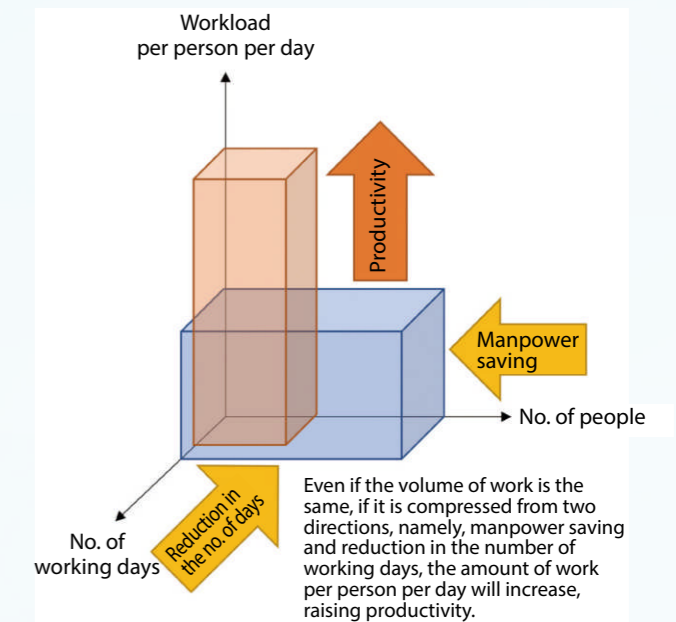 Workload
per person per day
Productivity
Manpower
saving
No. of people
Reduction in
the no. of days
No. of
working days
Even if the volume of work is the
same, if it is compressed from two
directions, namely, manpower saving
and reduction in the number of
working days, the amount of work
per person per day will increase,
raising productivity.